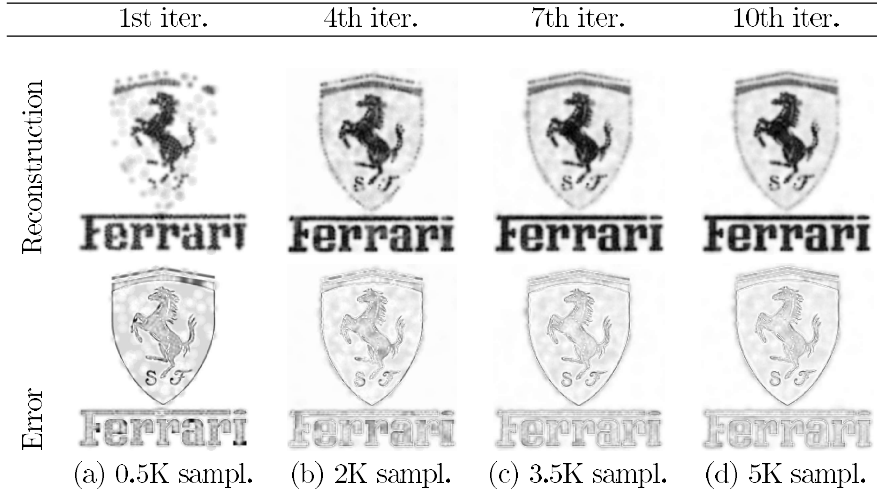 1st iter. 4th iter. 7th iter. 10th iter.
Reconstruction
S F S F S F
Ferrari Ferrari Ferrari Ferrari
Error
S F S F S F S F
Ferrari Ferrari Ferrari Ferrari
(a) 0.5K sampl. (b) 2K sampl. (c) 3.5K sampl. (d) 5K sampl.